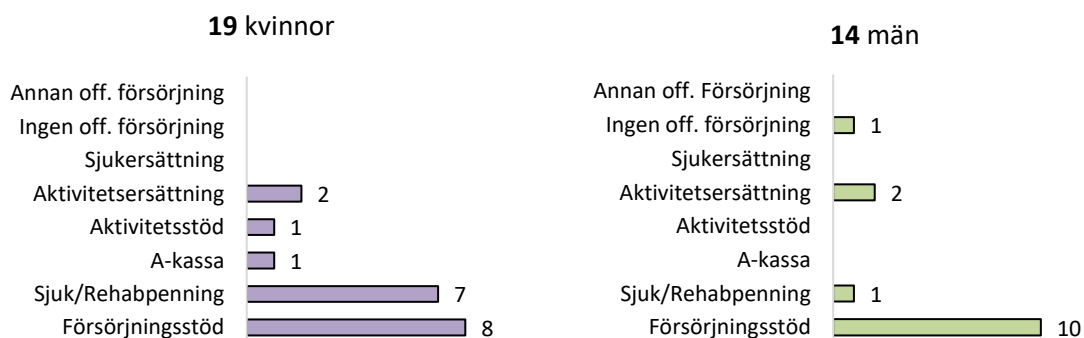 19 kvinnor
Annan off. försörjning
Ingen off. försörjning
Sjukersättning
Aktivitetsersättning 2
Aktivitetsstöd 1
A-kassa 1
Sjuk/Rehabpenning 7
Försörjningsstöd 8
14 män
Annan off. Försörjning
Ingen off. försörjning 1
Sjukersättning
Aktivitetsersättning 2
Aktivitetsstöd
A-kassa
Sjuk/Rehabpenning 1
Försörjningsstöd 10